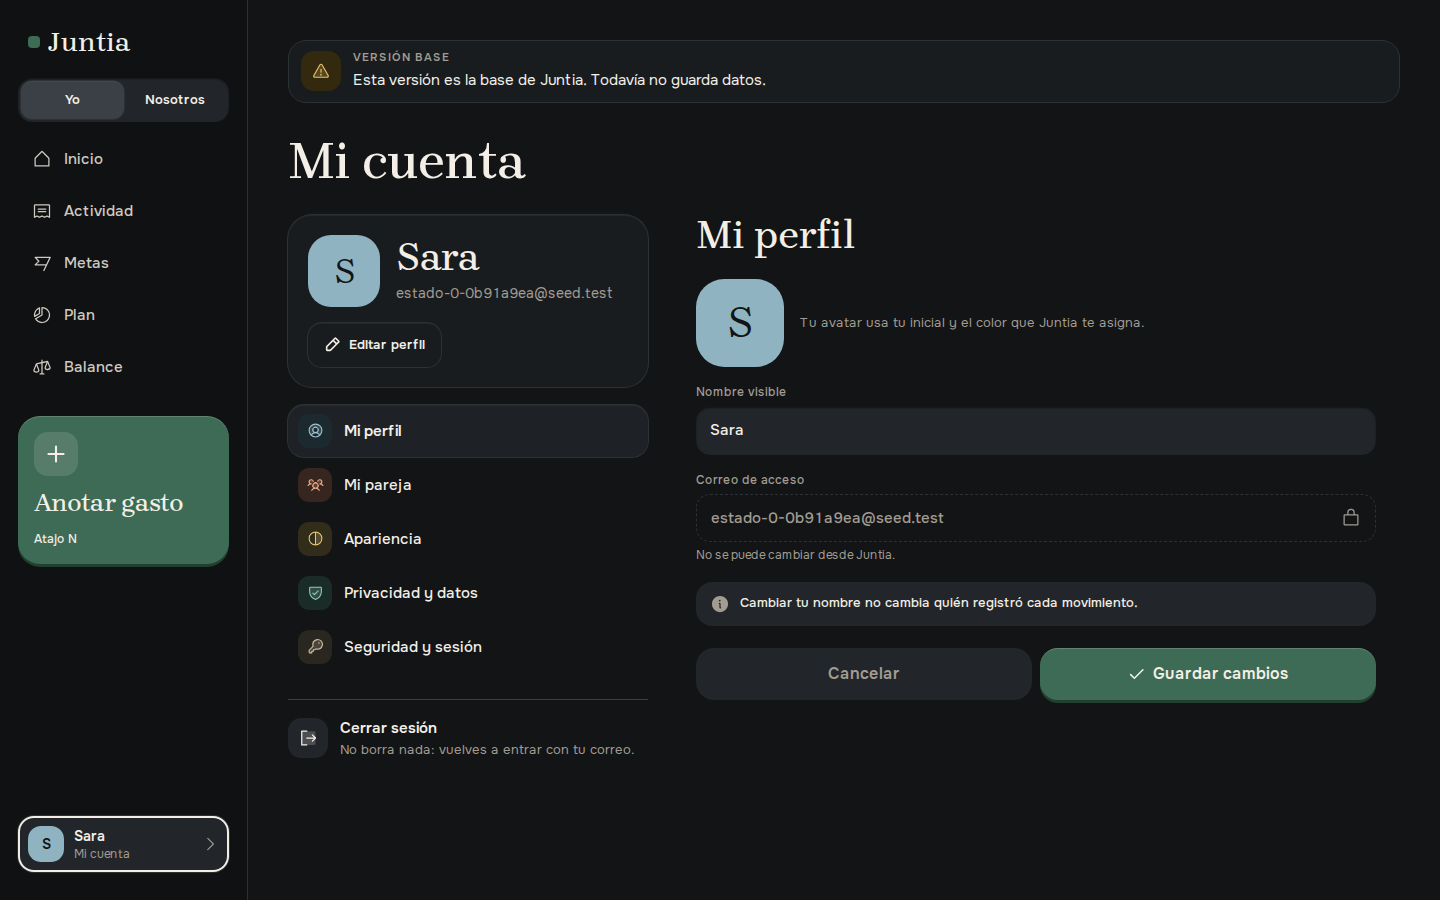 Juntia
Yo
Nosotros
Inicio
Actividad
Metas
Plan
Balance
Anotar gasto
Atajo N
S
Sara
Mi cuenta
VERSIÓN BASE
Esta versión es la base de Juntia. Todavía no guarda datos.
Mi cuenta
S
Sara
estado-0-0b91a9ea@seed.test
Editar perfil
Mi perfil
Mi pareja
Apariencia
Privacidad y datos
Seguridad y sesión
Cerrar sesión
No borra nada: vuelves a entrar con tu correo.
Mi perfil
S
Tu avatar usa tu inicial y el color que Juntia te asigna.
Nombre visible
Sara
Correo de acceso
estado-0-0b91a9ea@seed.test
No se puede cambiar desde Juntia.
Cambiar tu nombre no cambia quién registró cada movimiento.
Cancelar
Guardar cambios